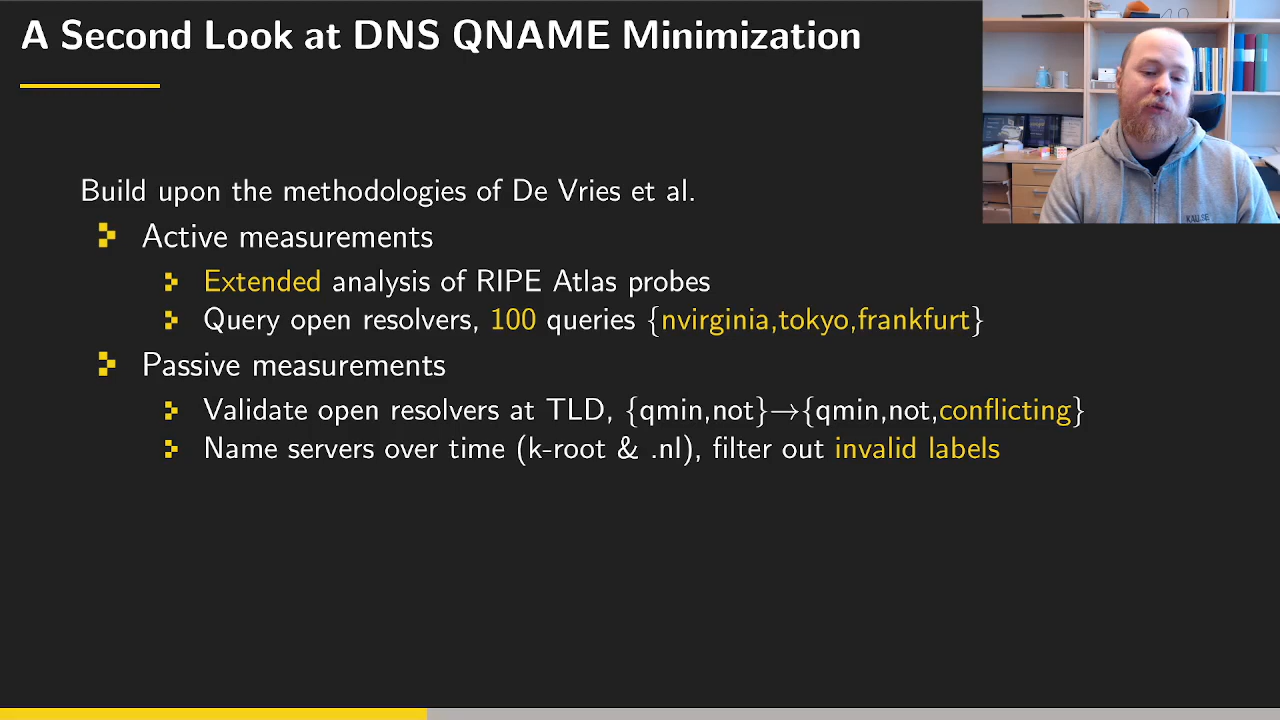 A Second Look at DNS QNAME Minimization
Build upon the methodologies of De Vries et al.
Active measurements
Extended analysis of RIPE Atlas probes
Query open resolvers, 100 queries {nvirginia,tokyo,frankfurt}
Passive measurements
Validate open resolvers at TLD, {qmin,not}→{qmin,not,conflicting}
Name servers over time (k-root & .nl), filter out invalid labels